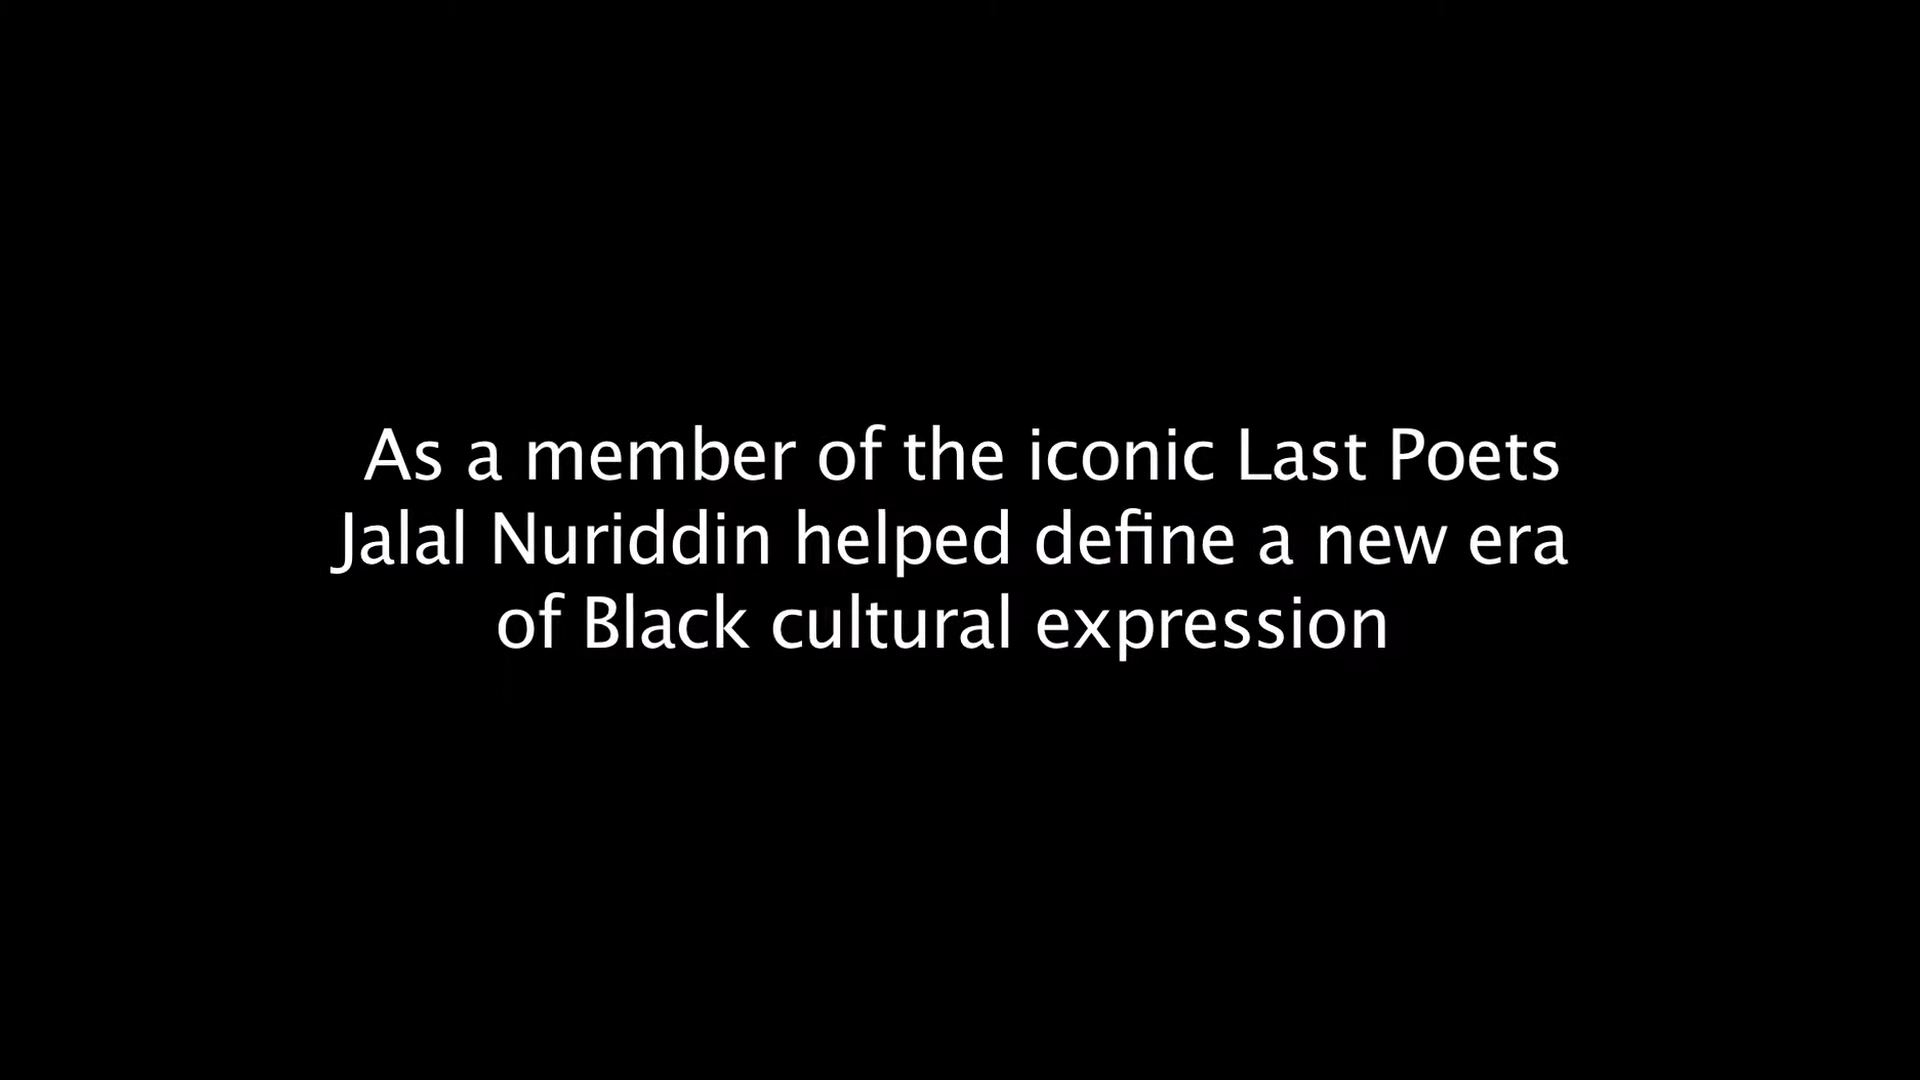 As a member of the iconic Last Poets
Jalal Nuriddin helped define a new era
of Black cultural expression